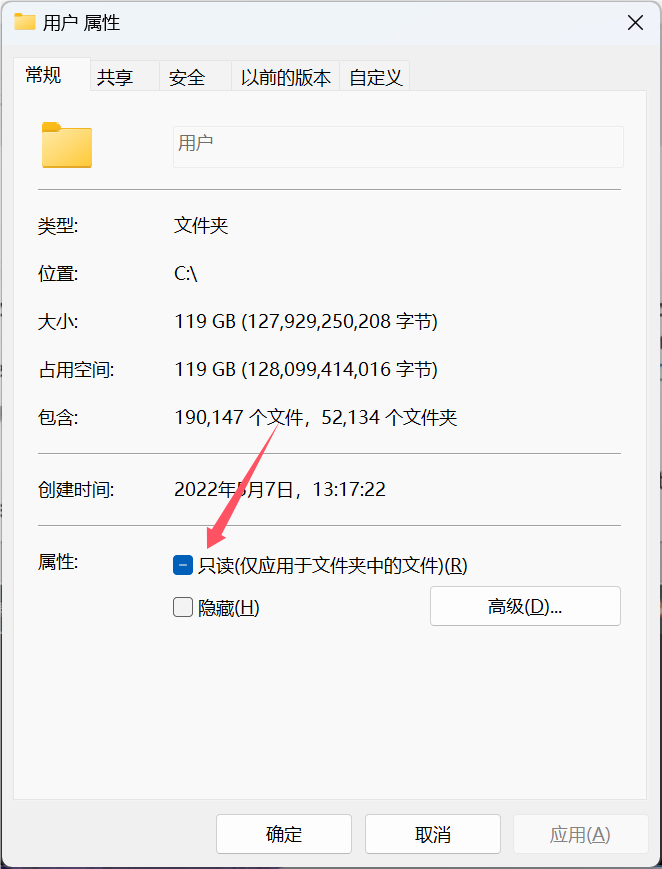 用户 属性
常规 共享 安全 以前的版本 自定义
用户
类型: 文件夹
位置: C:\
大小: 119 GB (127,929,250,208 字节)
占用空间: 119 GB (128,099,414,016 字节)
包含: 190,147 个文件，52,134 个文件夹
创建时间: 2022年5月7日，13:17:22
属性: 只读(仅应用于文件夹中的文件)(R)
隐藏(H) 高级(D)...
确定 取消 应用(A)